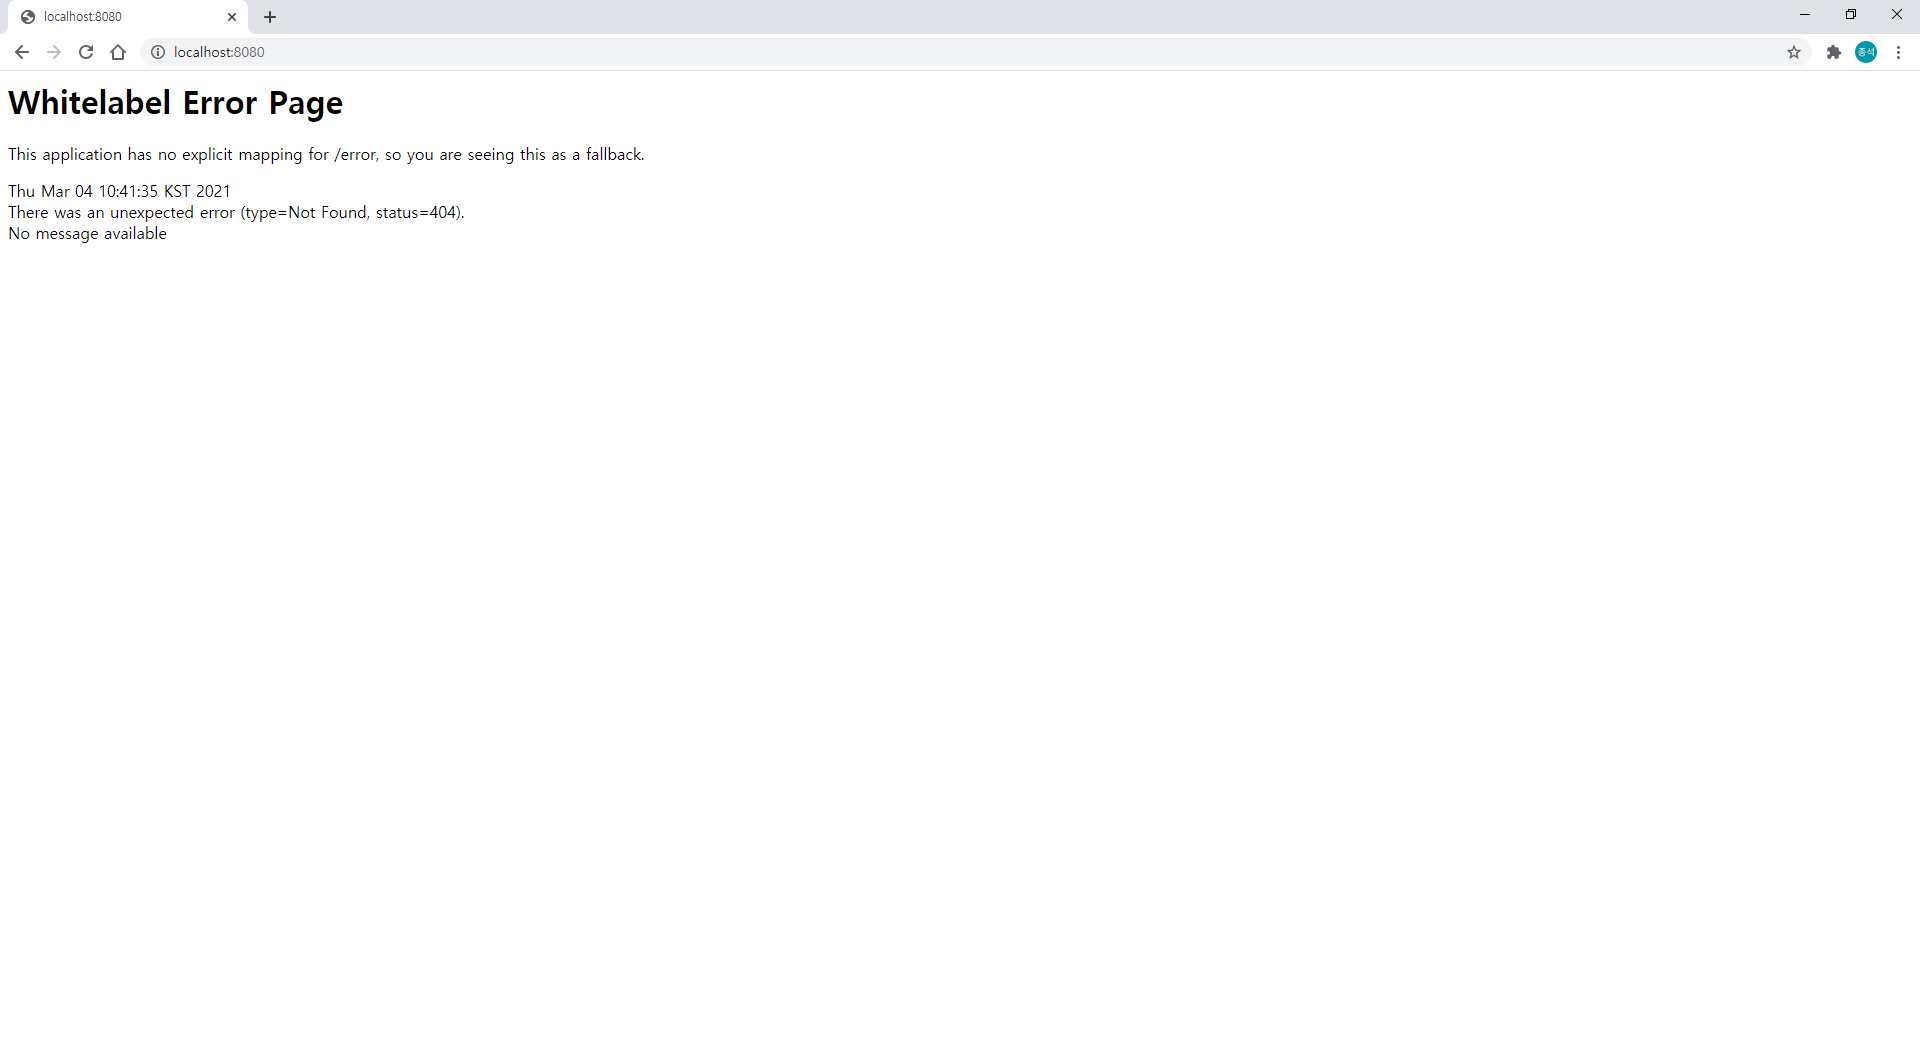 localhost:8080
localhost:8080
종석
Whitelabel Error Page
This application has no explicit mapping for /error, so you are seeing this as a fallback.
Thu Mar 04 10:41:35 KST 2021
There was an unexpected error (type=Not Found, status=404).
No message available